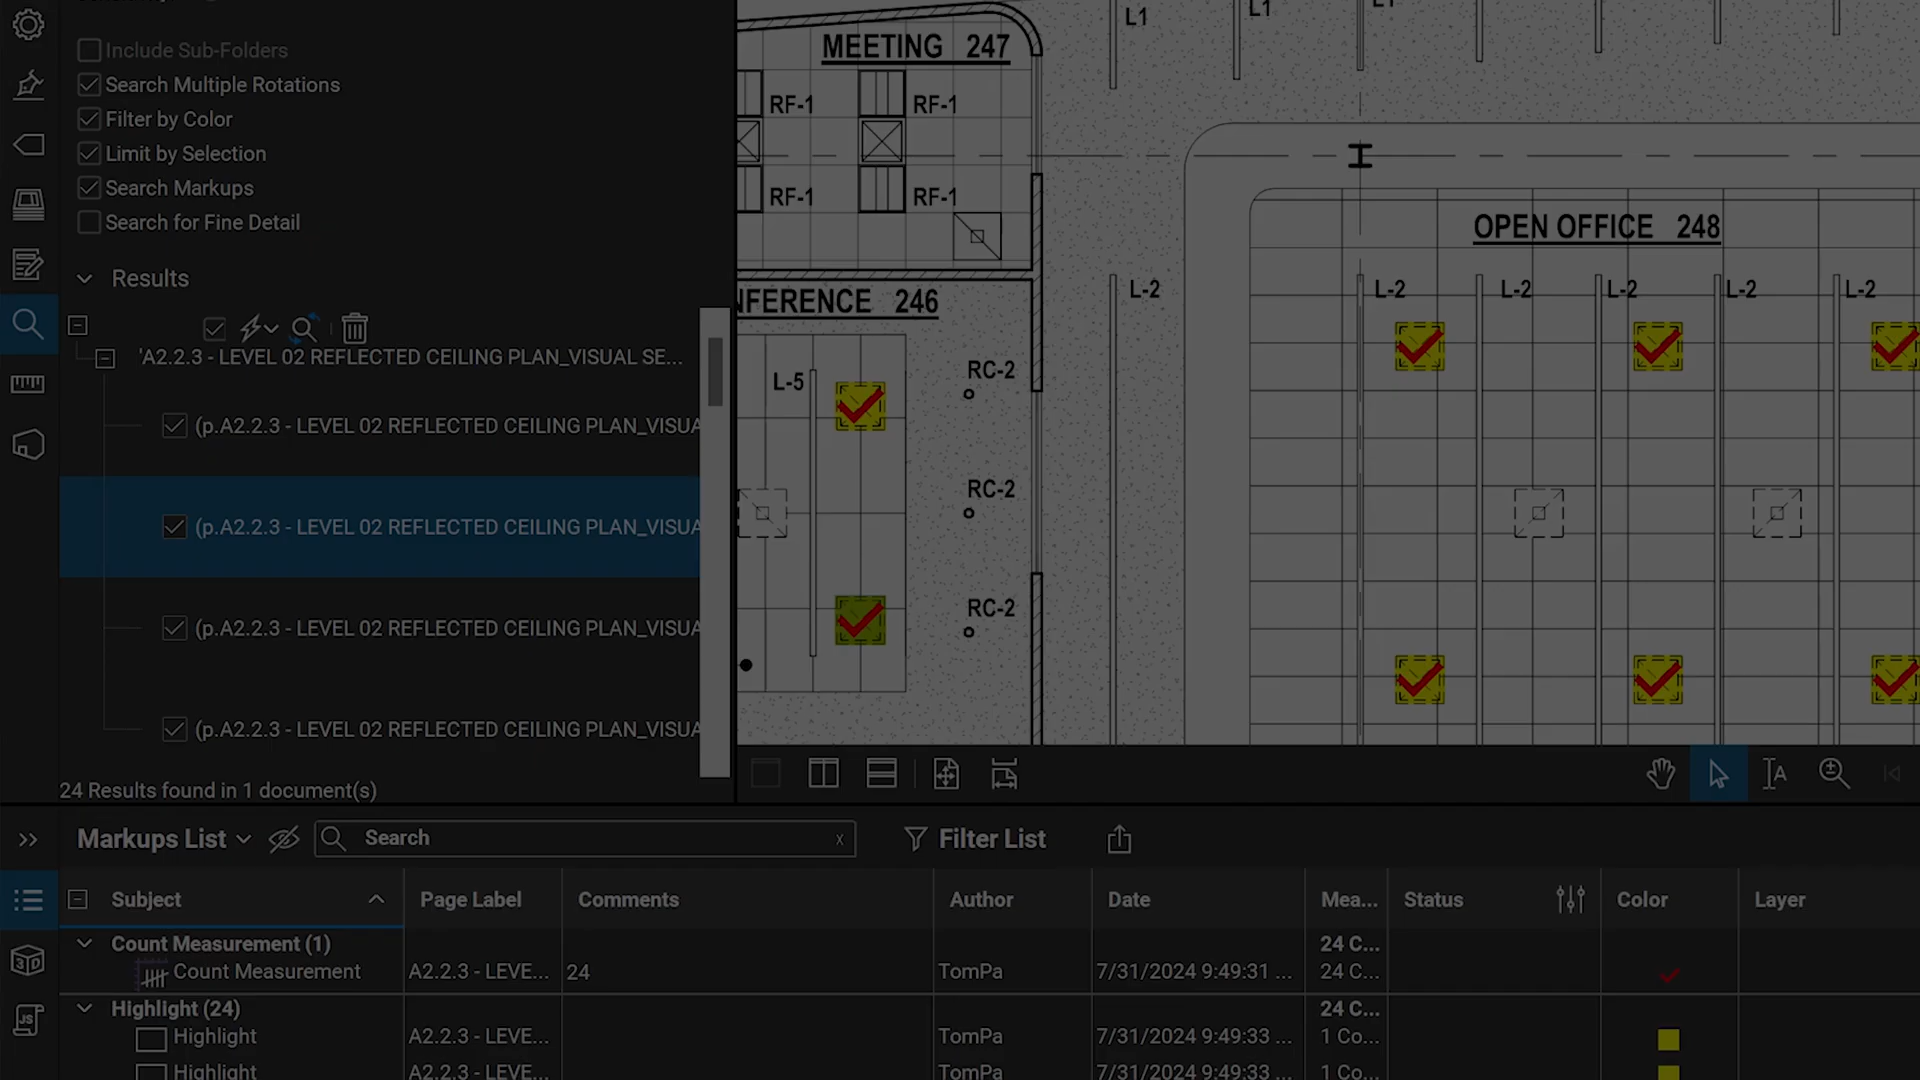 Include Sub-Folders
Search Multiple Rotations
Filter by Color
Limit by Selection
Search Markups
Search for Fine Detail
Results
'A2.2.3 - LEVEL 02 REFLECTED CEILING PLAN_VISUAL SE...
(p.A2.2.3 - LEVEL 02 REFLECTED CEILING PLAN_VISUA
(p.A2.2.3 - LEVEL 02 REFLECTED CEILING PLAN_VISUA
(p.A2.2.3 - LEVEL 02 REFLECTED CEILING PLAN_VISUA
(p.A2.2.3 - LEVEL 02 REFLECTED CEILING PLAN_VISUA
24 Results found in 1 document(s)
L1
L1
L1
MEETING 247
RF-1
RF-1
RF-1
RF-1
NFERENCE 246
L-5
RC-2
RC-2
RC-2
L-2
OPEN OFFICE 248
L-2
L-2
L-2
L-2
L-2
Markups List
Search
x
Filter List
Subject
Page Label
Comments
Author
Date
Mea...
Status
Color
Layer
Count Measurement (1)
24 C...
Count Measurement
A2.2.3 - LEVE...
24
TomPa
7/31/2024 9:49:31 ...
24 C...
Highlight (24)
24 C...
Highlight
A2.2.3 - LEVE...
TomPa
7/31/2024 9:49:33 ...
1 Co...
Highlight
A2.2.3 - LEVE...
TomPa
7/31/2024 9:49:33 ...
1 Co...
3D
JS